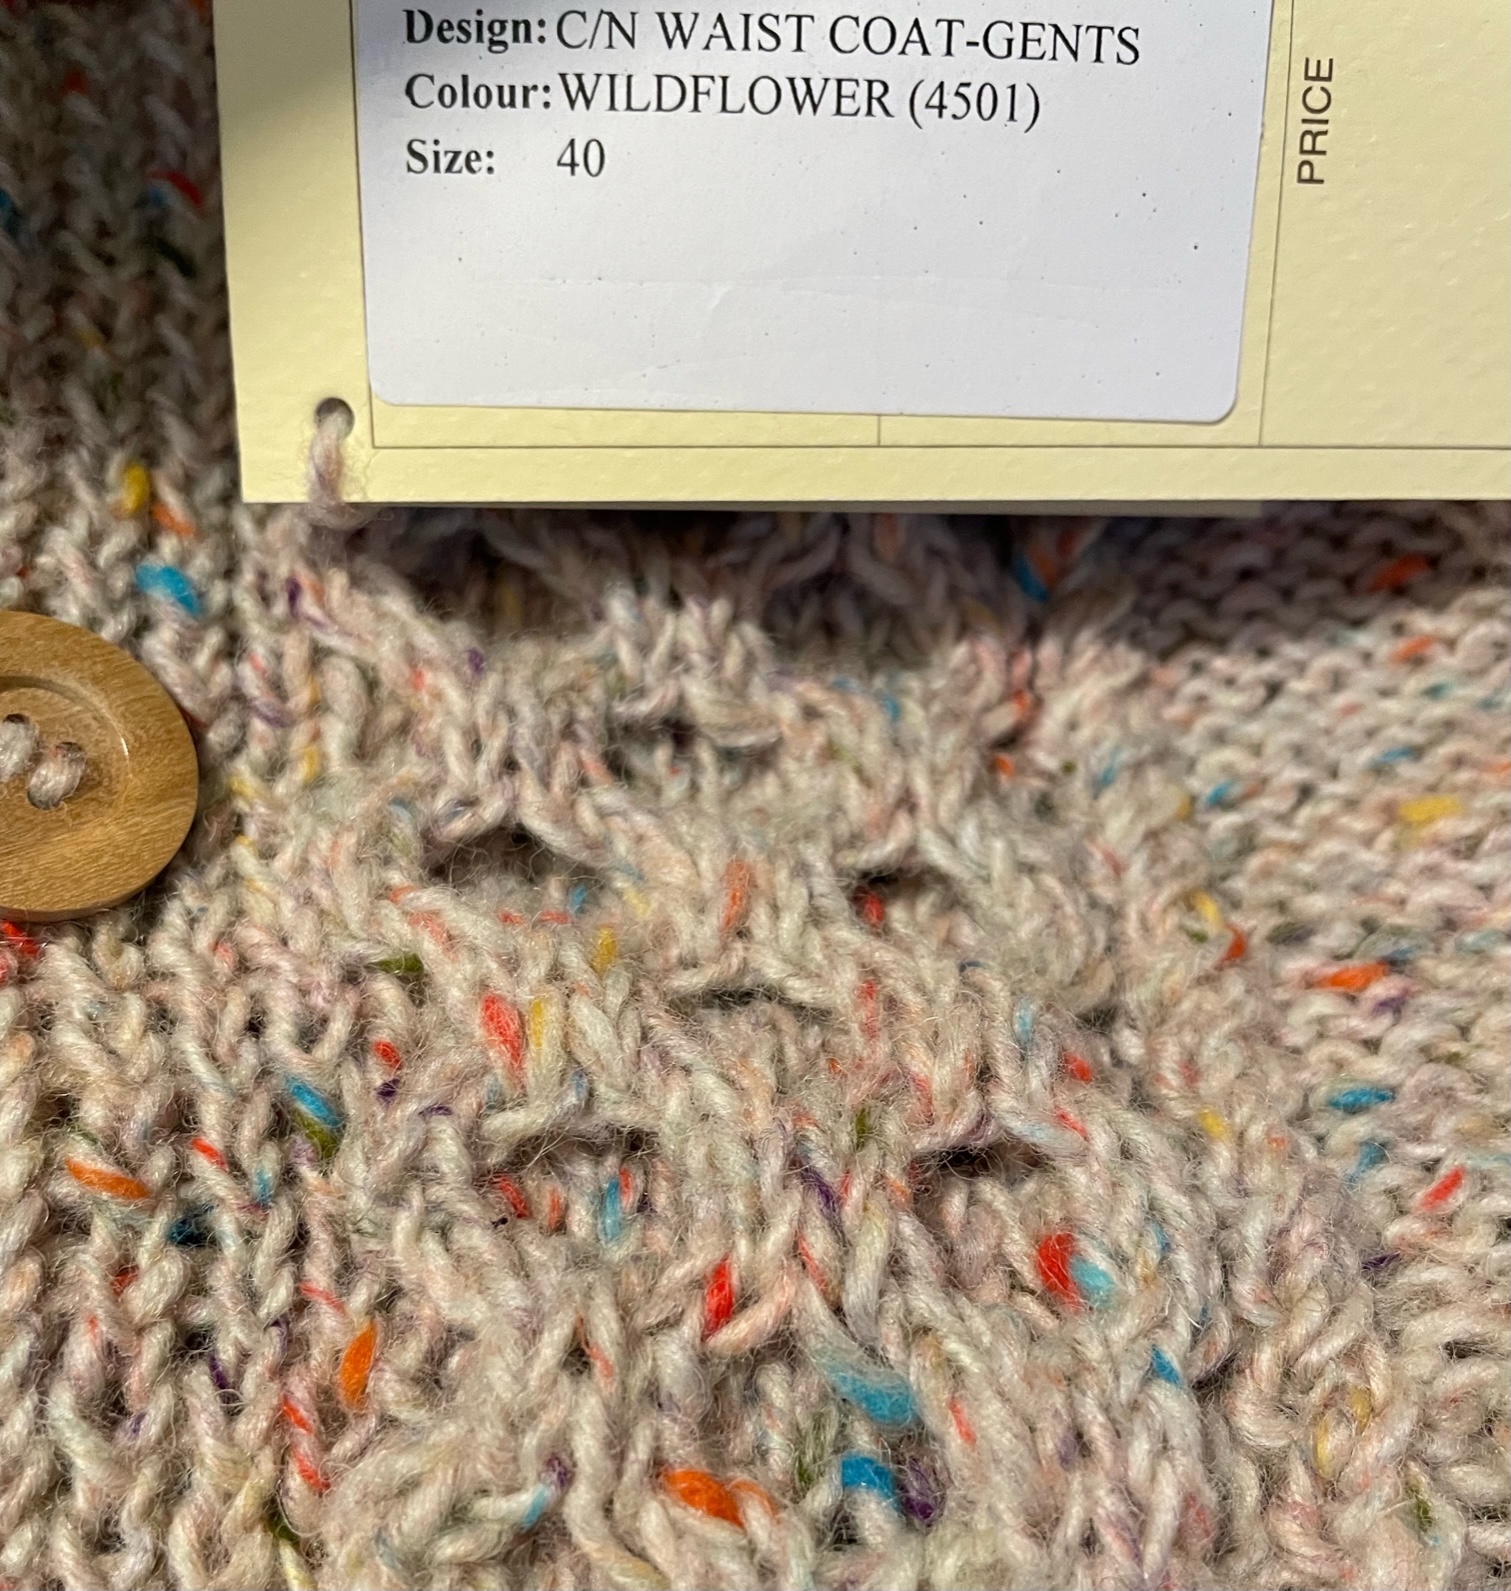 Design: C/N WAIST COAT-GENTS
Colour: WILDFLOWER (4501)
Size: 40
PRICE